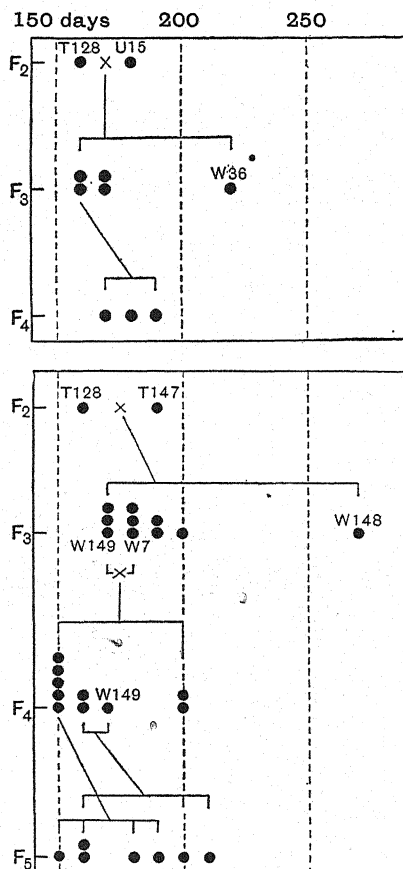 150 days 200 250
T128 U15
F2 ×
W36
F3
F4
T128 T147
F2 ×
W148
F3
W149 W7
×
W149
F4
F5